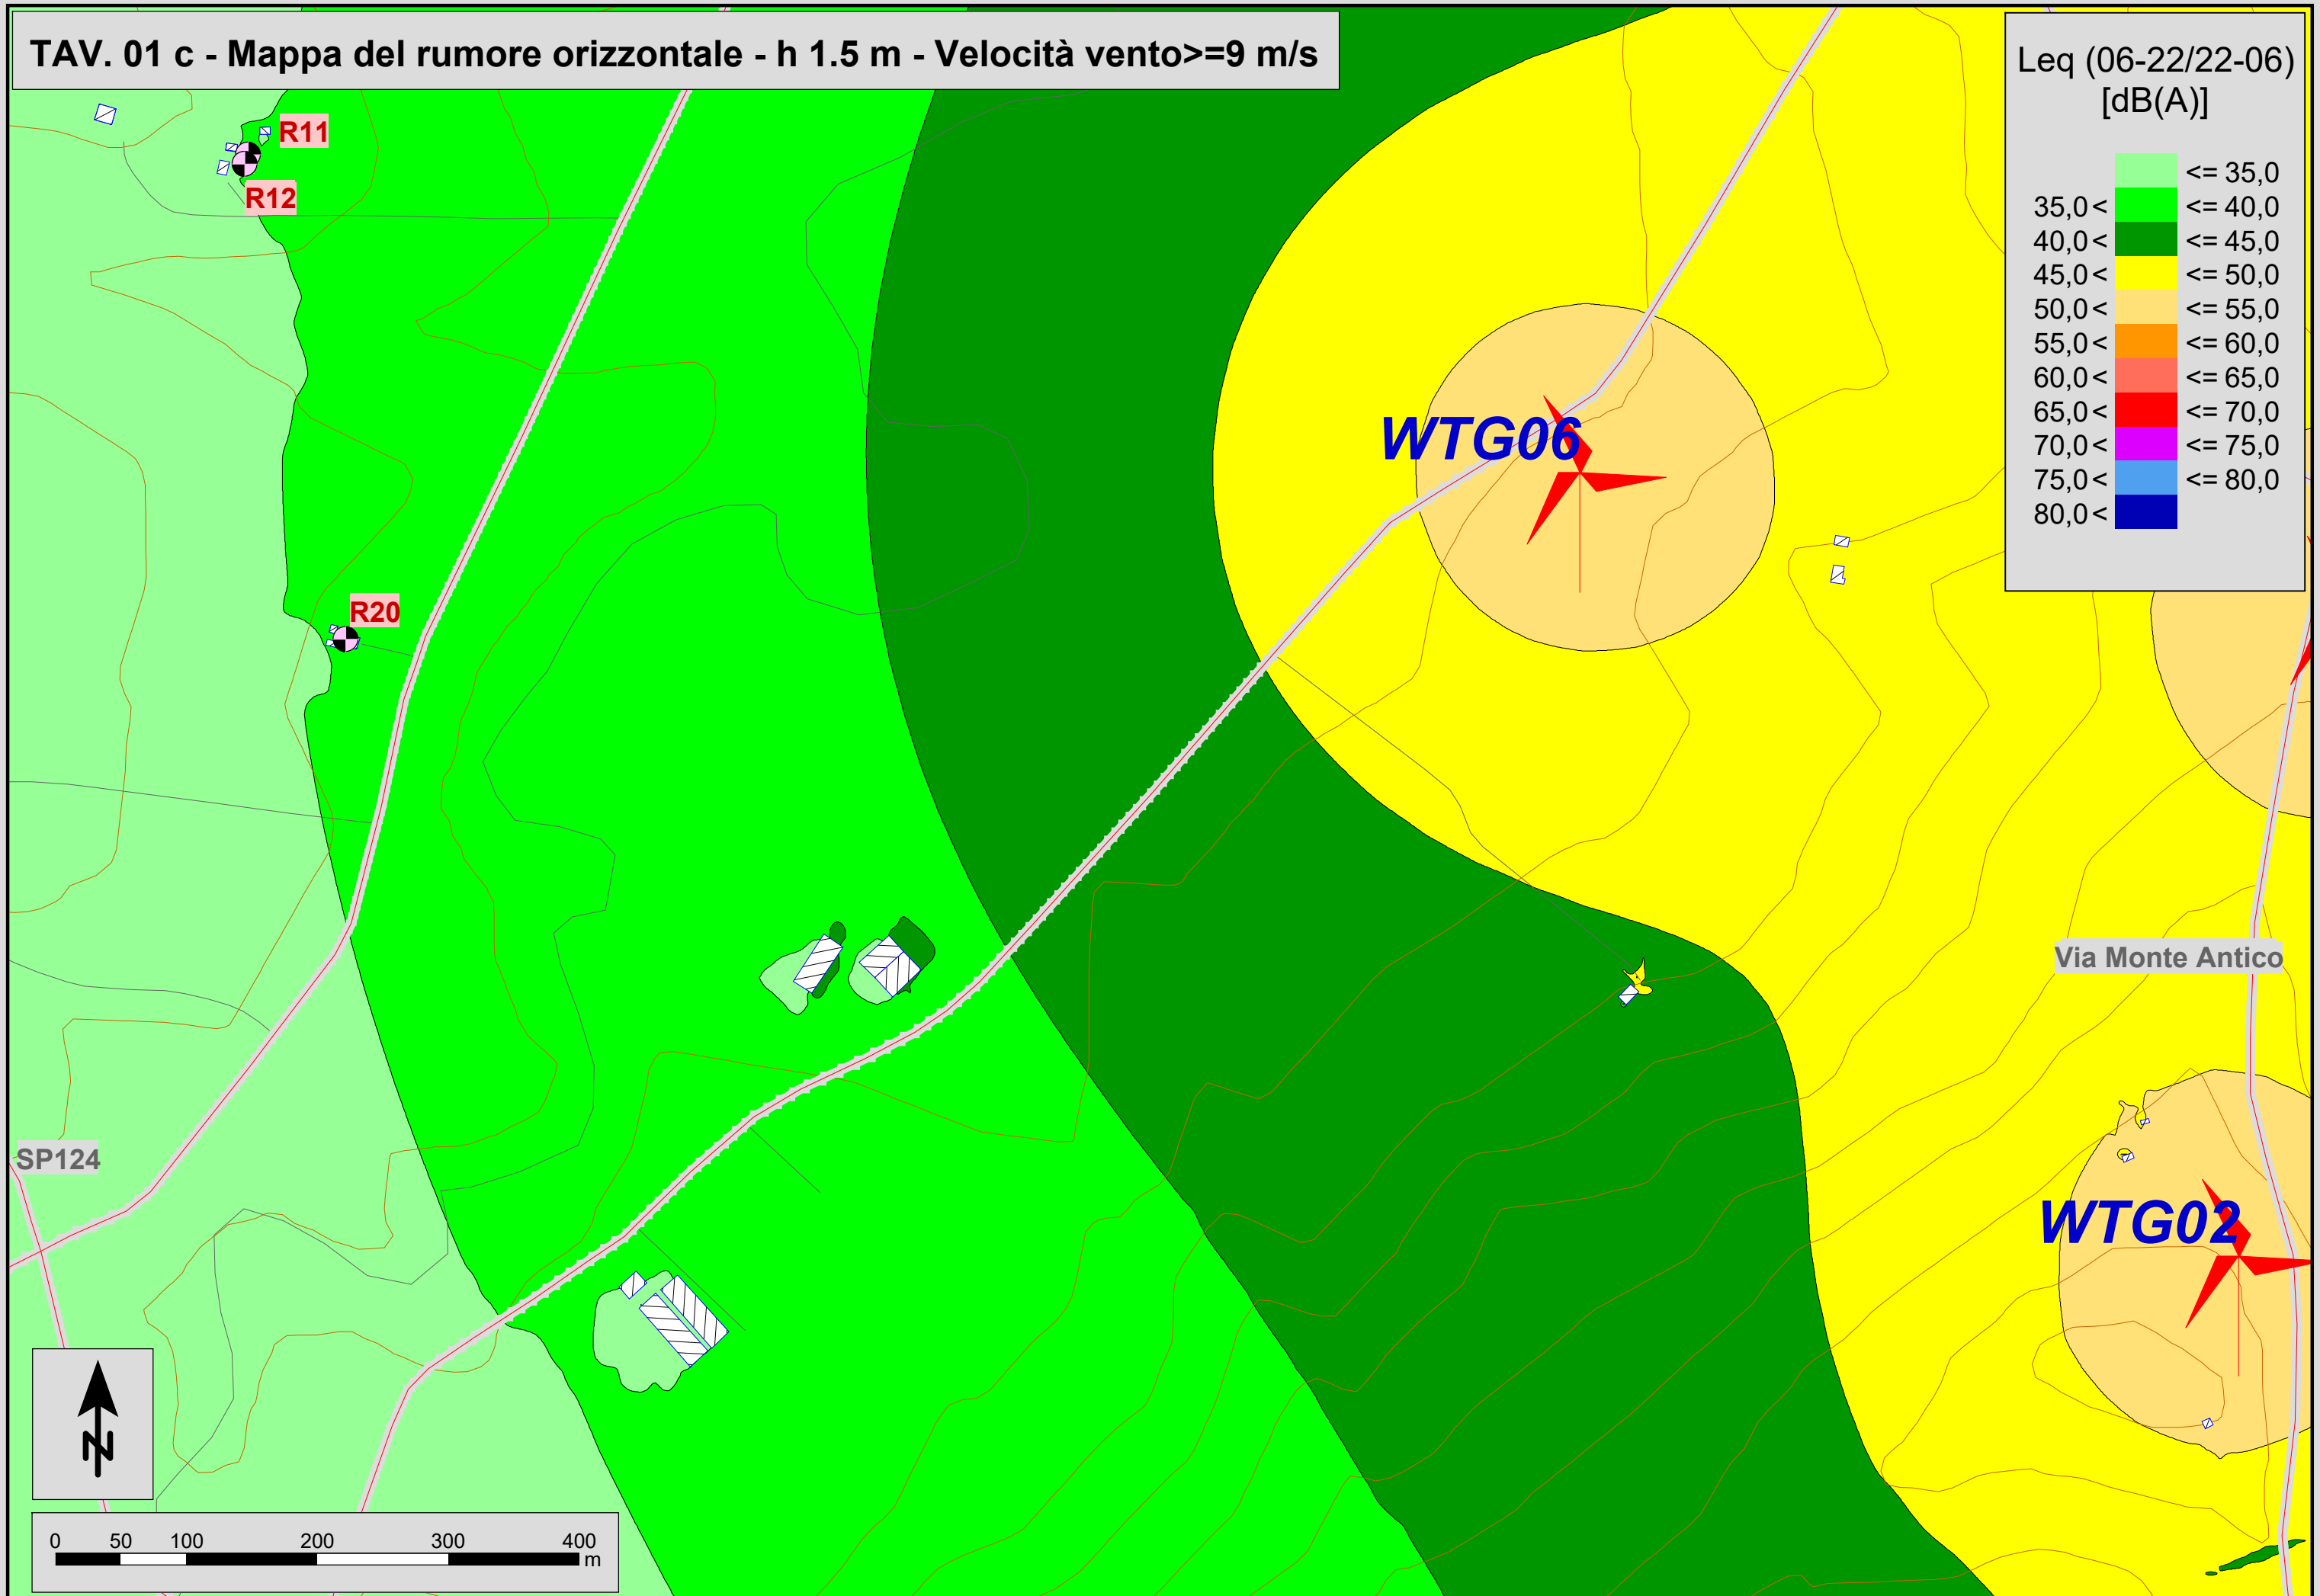 TAV. 01 c - Mappa del rumore orizzontale - h 1.5 m - Velocità vento>=9 m/s
Leq (06-22/22-06)
[dB(A)]
<= 35,0
35,0 < <= 40,0
40,0 < <= 45,0
45,0 < <= 50,0
50,0 < <= 55,0
55,0 < <= 60,0
60,0 < <= 65,0
65,0 < <= 70,0
70,0 < <= 75,0
75,0 < <= 80,0
80,0 <
R11
R12
WTG06
R20
Via Monte Antico
SP124
WTG02
N
0 50 100 200 300 400
m